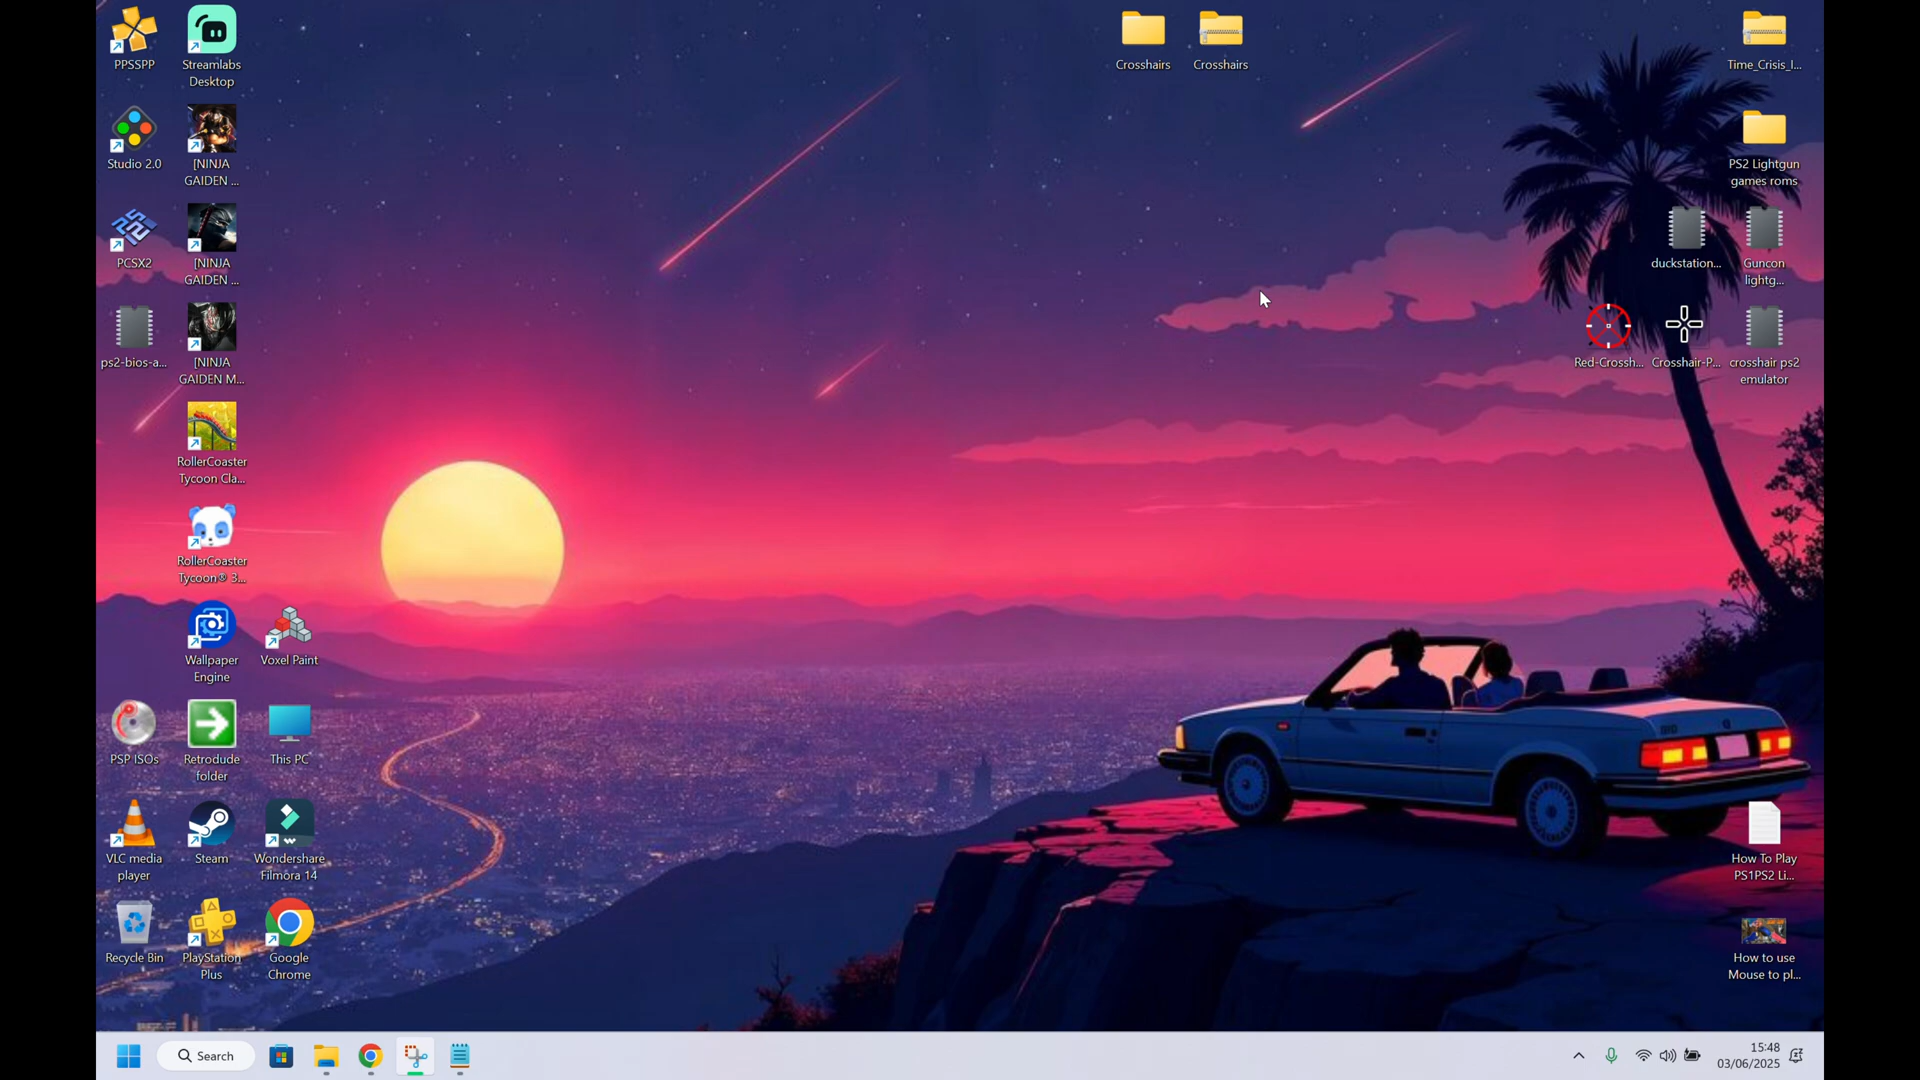 PPSSPP
Streamlabs
Desktop
Crosshairs
Crosshairs
Time_Crisis_I...
Studio 2.0
[NINJA
GAIDEN ...
PS2 Lightgun
games roms
PCSX2
[NINJA
GAIDEN ...
duckstation...
Guncon
lightg...
ps2-bios-a...
[NINJA
GAIDEN M...
Red-Crossh...
Crosshair-P...
crosshair ps2
emulator
RollerCoaster
Tycoon Cla...
RollerCoaster
Tycoon® 3...
Wallpaper
Engine
Voxel Paint
PSP ISOs
Retrodude
folder
This PC
VLC media
player
Steam
Wondershare
Filmora 14
How To Play
PS1PS2 Li...
Recycle Bin
PlayStation
Plus
Google
Chrome
How to use
Mouse to pl...
Search
15:48
03/06/2025